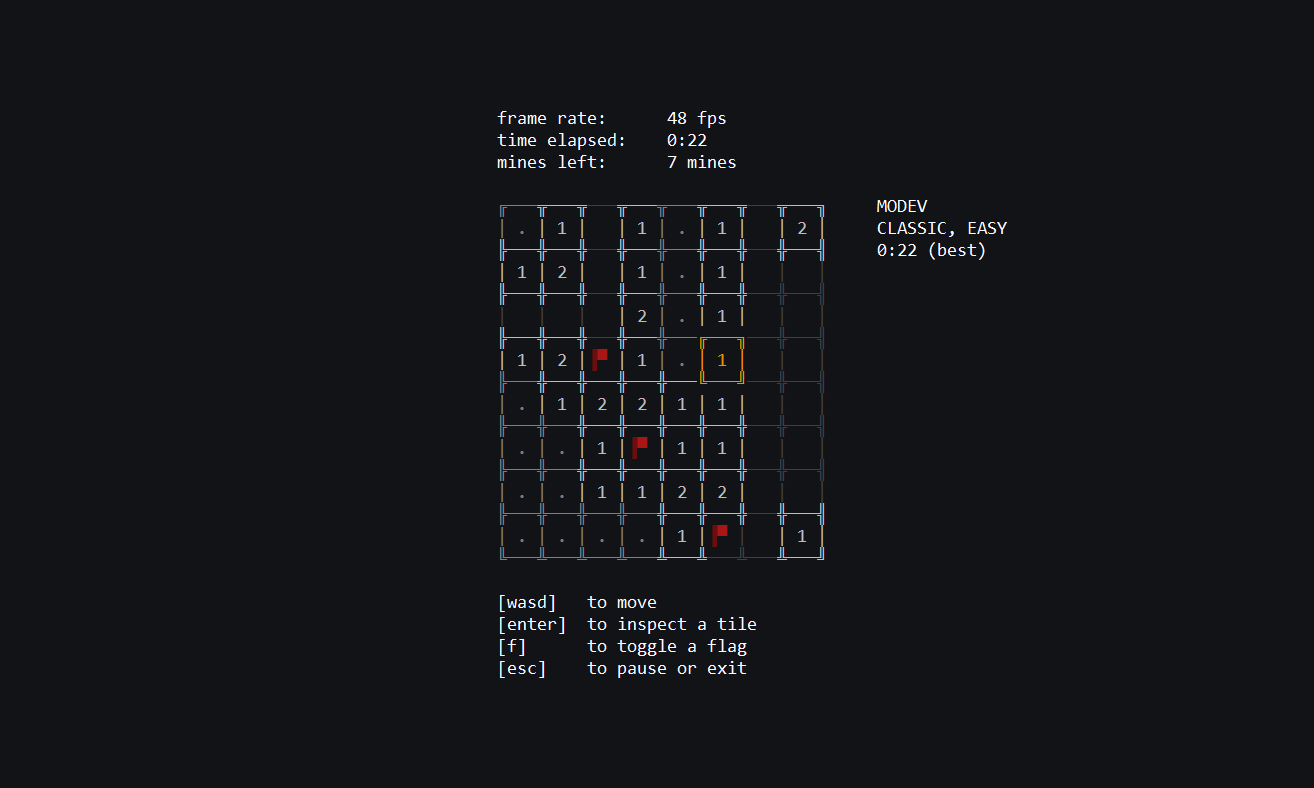 frame rate: 48 fps
time elapsed: 0:22
mines left: 7 mines
MODEV
CLASSIC, EASY
0:22 (best)
. 1 1 . 1 2
1 2 1 . 1
2 . 1
1 2 1 . 1
. 1 2 2 1 1
. . 1 1 1
. . 1 1 2 2
. . . . 1 1
[wasd] to move
[enter] to inspect a tile
[f] to toggle a flag
[esc] to pause or exit